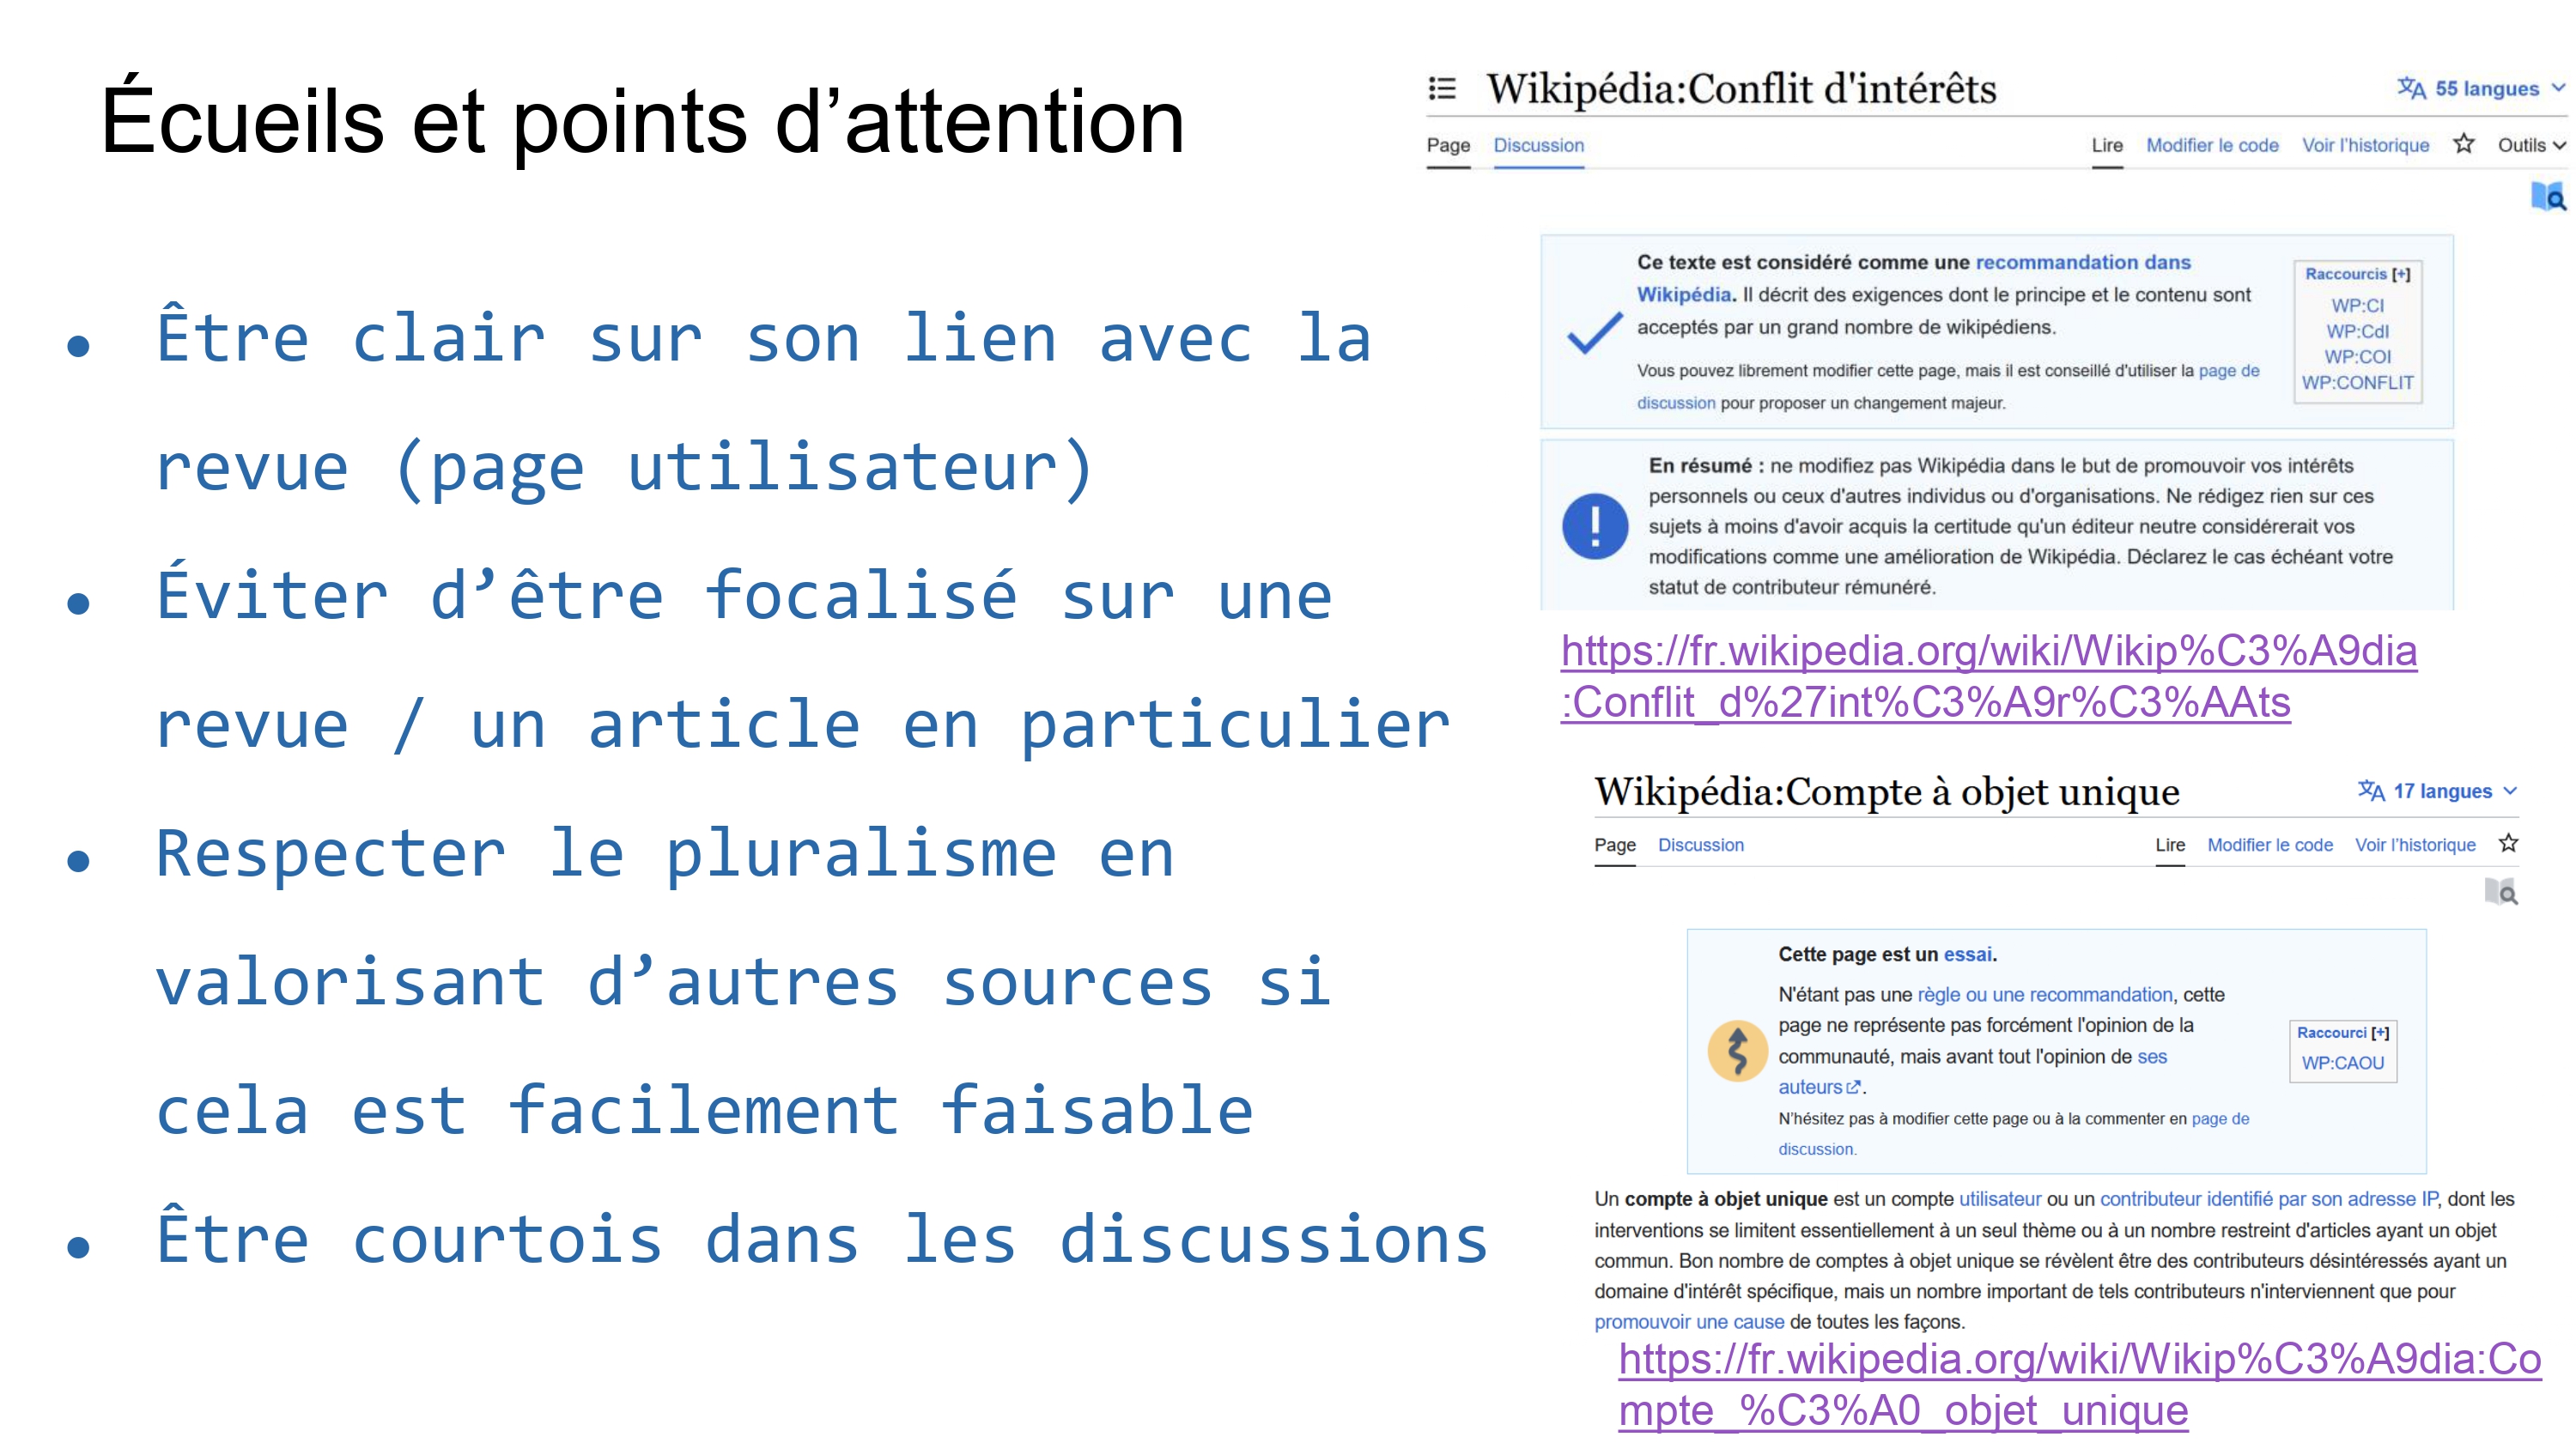 Écueils et points d’attention
• Être clair sur son lien avec la
revue (page utilisateur)
• Éviter d’être focalisé sur une
revue / un article en particulier
• Respecter le pluralisme en
valorisant d’autres sources si
cela est facilement faisable
• Être courtois dans les discussions
Wikipédia:Conflit d'intérêts
55 langues
Page Discussion Lire Modifier le code Voir l'historique Outils
Ce texte est considéré comme une recommandation dans
Wikipédia. Il décrit des exigences dont le principe et le contenu sont
acceptés par un grand nombre de wikipédiens.
Vous pouvez librement modifier cette page, mais il est conseillé d'utiliser la page de
discussion pour proposer un changement majeur.
Raccourcis [+]
WP:CI
WP:CdI
WP:COI
WP:CONFLIT
En résumé : ne modifiez pas Wikipédia dans le but de promouvoir vos intérêts
personnels ou ceux d'autres individus ou d'organisations. Ne rédigez rien sur ces
sujets à moins d'avoir acquis la certitude qu'un éditeur neutre considérerait vos
modifications comme une amélioration de Wikipédia. Déclarez le cas échéant votre
statut de contributeur rémunéré.
https://fr.wikipedia.org/wiki/Wikip%C3%A9dia
:Conflit_d%27int%C3%A9r%C3%AAts
Wikipédia:Compte à objet unique
17 langues
Page Discussion Lire Modifier le code Voir l'historique
Cette page est un essai.
N'étant pas une règle ou une recommandation, cette
page ne représente pas forcément l'opinion de la
communauté, mais avant tout l'opinion de ses
auteurs.
N'hésitez pas à modifier cette page ou à la commenter en page de
discussion.
Raccourci [+]
WP:CAOU
Un compte à objet unique est un compte utilisateur ou un contributeur identifié par son adresse IP, dont les
interventions se limitent essentiellement à un seul thème ou à un nombre restreint d'articles ayant un objet
commun. Bon nombre de comptes à objet unique se révèlent être des contributeurs désintéressés ayant un
domaine d'intérêt spécifique, mais un nombre important de tels contributeurs n'interviennent que pour
promouvoir une cause de toutes les façons.
https://fr.wikipedia.org/wiki/Wikip%C3%A9dia:Co
mpte_%C3%A0_objet_unique